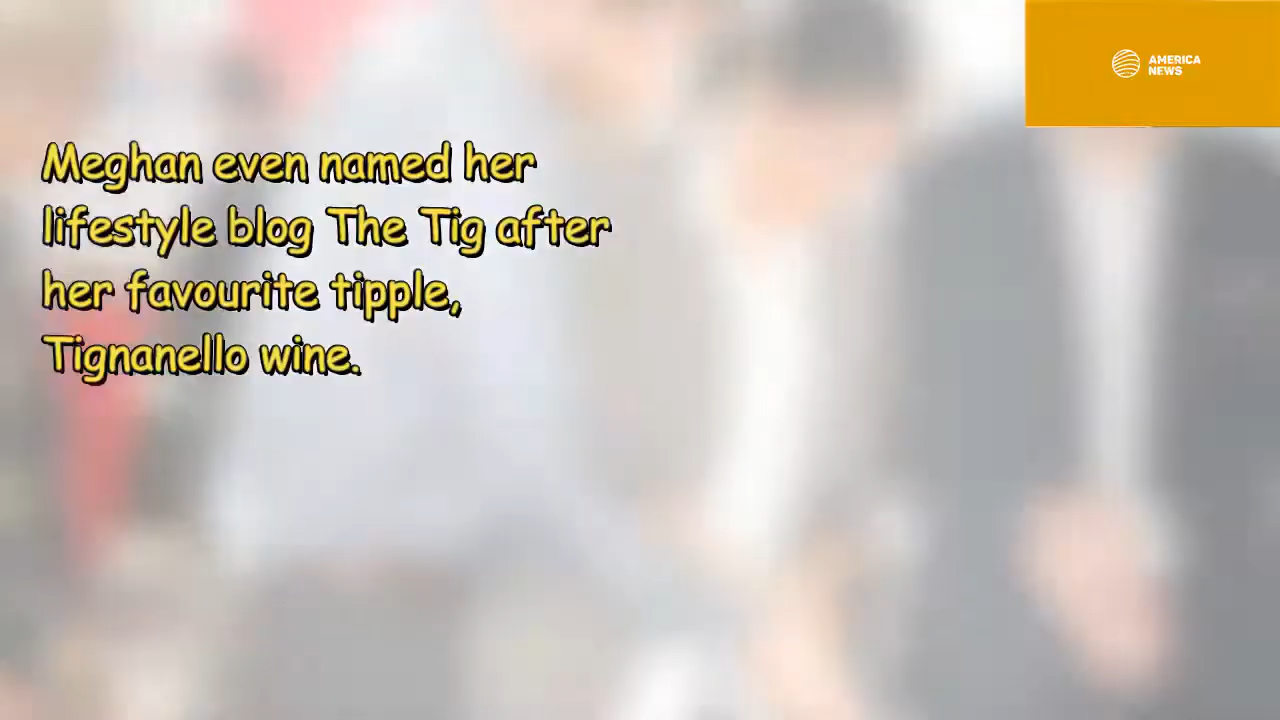 AMERICA
NEWS
Meghan even named her
lifestyle blog The Tig after
her favourite tipple,
Tignanello wine.